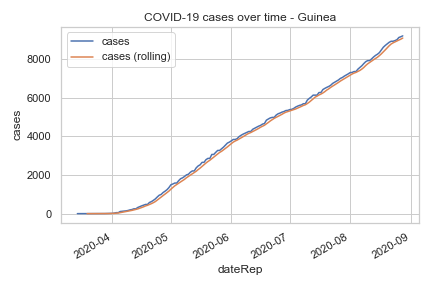 COVID-19 cases over time - Guinea
cases
cases (rolling)
8000
6000
4000
2000
0
cases
2020-04
2020-05
2020-06
2020-07
2020-08
2020-09
dateRep